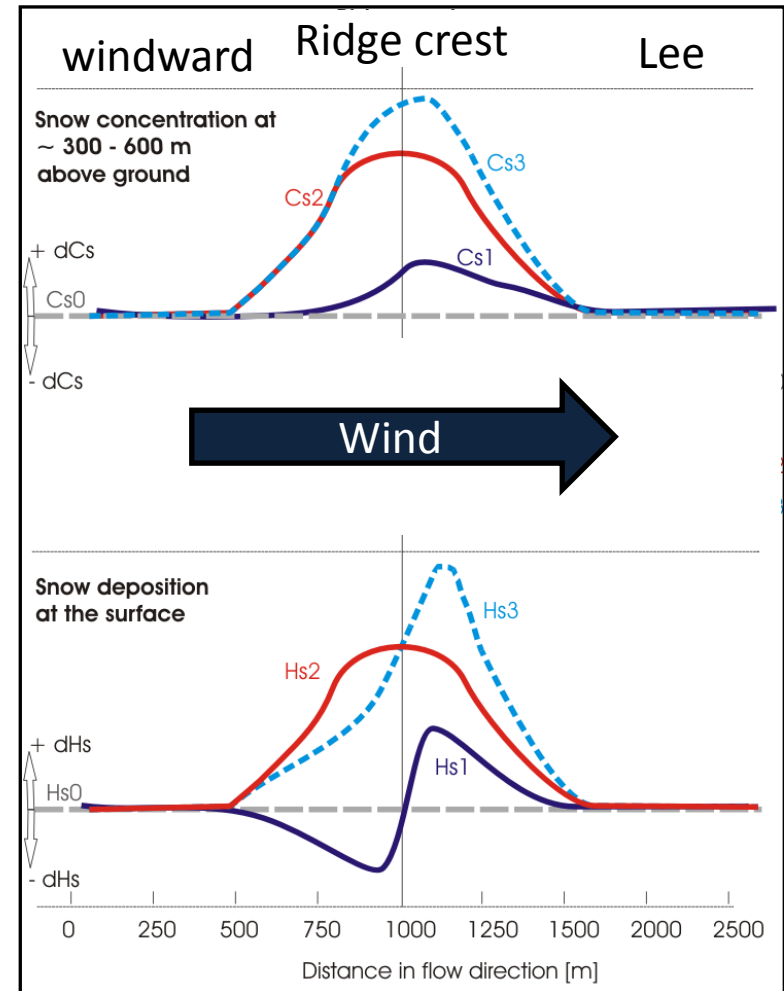 windward Ridge crest Lee
Snow concentration at
~ 300 - 600 m
above ground
Cs3
Cs2
Cs1
+ dCs
Cs0
- dCs
Wind
Snow deposition
at the surface
Hs3
Hs2
+ dHs
Hs1
Hs0
- dHs
0 250 500 750 1000 1250 1500 2000 2500
Distance in flow direction [m]